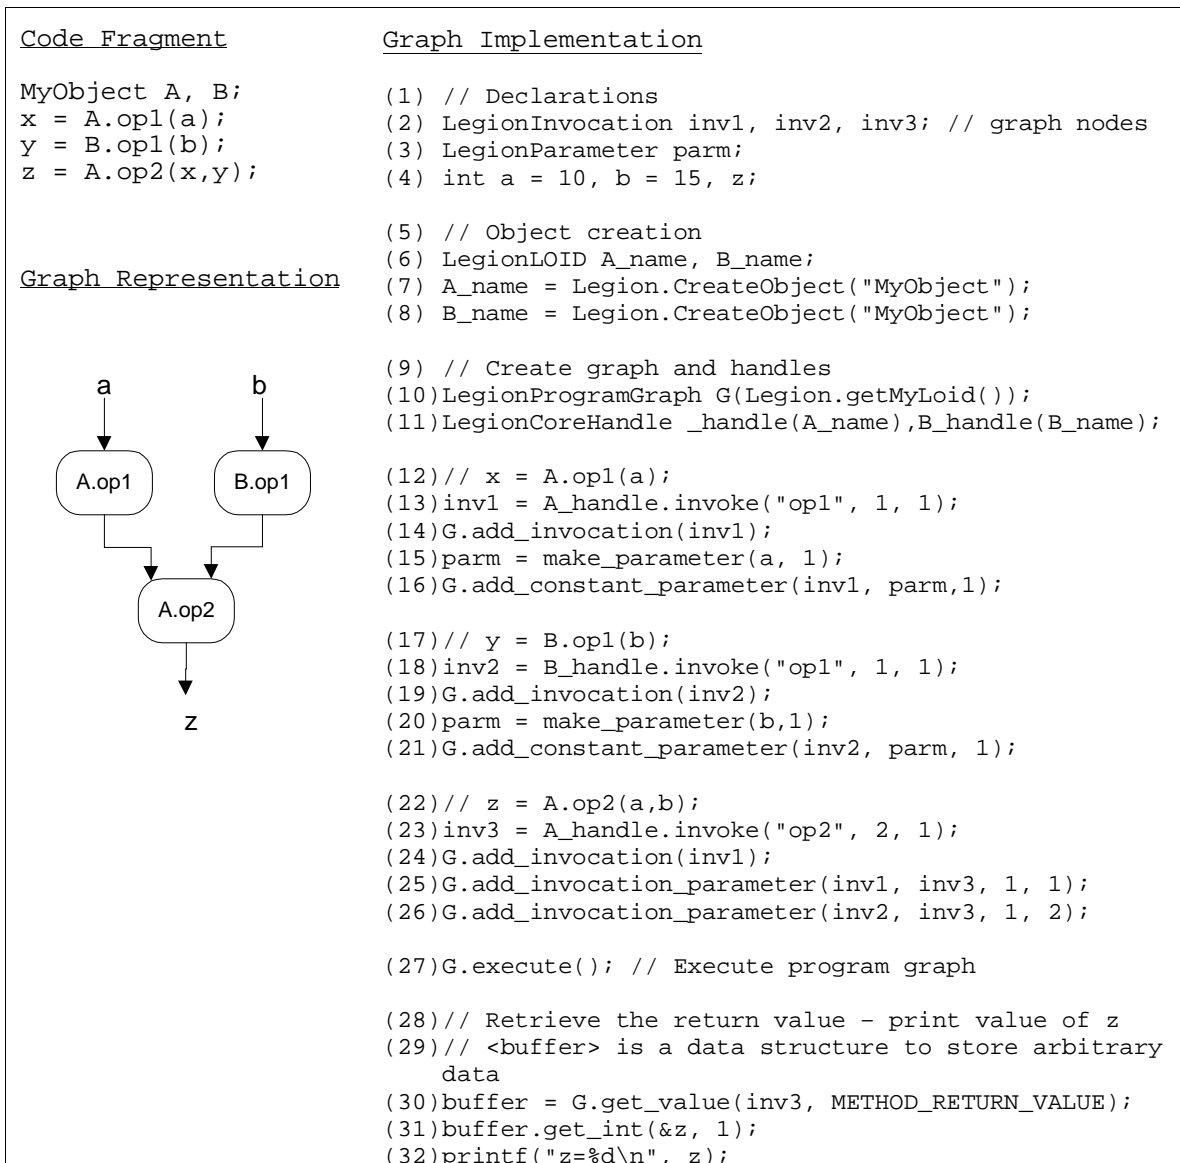 Code Fragment
MyObject A, B;
x = A.op1(a);
y = B.op1(b);
z = A.op2(x,y);
Graph Representation
a
b
A.op1
B.op1
A.op2
z
Graph Implementation
(1) // Declarations
(2) LegionInvocation inv1, inv2, inv3; // graph nodes
(3) LegionParameter parm;
(4) int a = 10, b = 15, z;
(5) // Object creation
(6) LegionLOID A_name, B_name;
(7) A_name = Legion.CreateObject("MyObject");
(8) B_name = Legion.CreateObject("MyObject");
(9) // Create graph and handles
(10)LegionProgramGraph G(Legion.getMyLoid());
(11)LegionCoreHandle _handle(A_name),B_handle(B_name);
(12)// x = A.op1(a);
(13)inv1 = A_handle.invoke("op1", 1, 1);
(14)G.add_invocation(inv1);
(15)parm = make_parameter(a, 1);
(16)G.add_constant_parameter(inv1, parm,1);
(17)// y = B.op1(b);
(18)inv2 = B_handle.invoke("op1", 1, 1);
(19)G.add_invocation(inv2);
(20)parm = make_parameter(b,1);
(21)G.add_constant_parameter(inv2, parm, 1);
(22)// z = A.op2(a,b);
(23)inv3 = A_handle.invoke("op2", 2, 1);
(24)G.add_invocation(inv1);
(25)G.add_invocation_parameter(inv1, inv3, 1, 1);
(26)G.add_invocation_parameter(inv2, inv3, 1, 2);
(27)G.execute(); // Execute program graph
(28)// Retrieve the return value – print value of z
(29)// <buffer> is a data structure to store arbitrary
data
(30)buffer = G.get_value(inv3, METHOD_RETURN_VALUE);
(31)buffer.get_int(&z, 1);
(32)printf("z=%d\n", z);